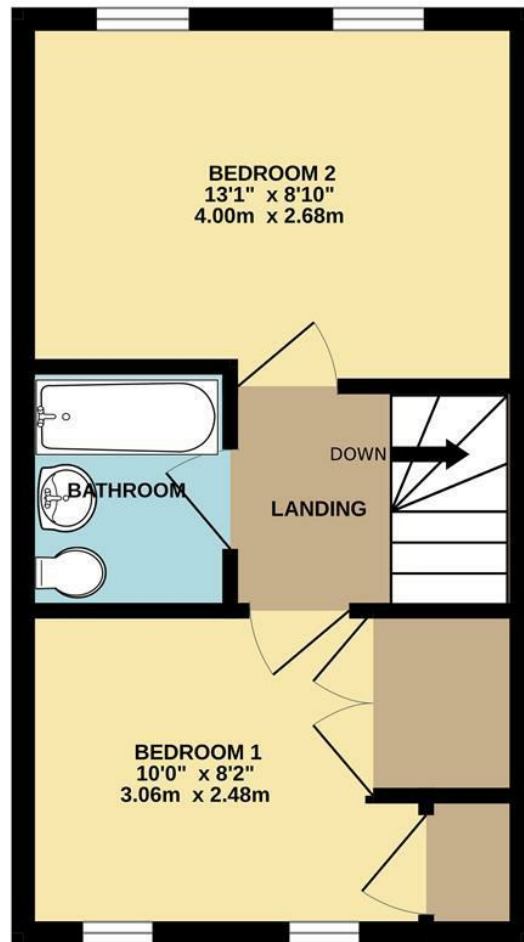 BEDROOM 2
13'1" x 8'10"
4.00m x 2.68m
DOWN
BATHROOM
LANDING
BEDROOM 1
10'0" x 8'2"
3.06m x 2.48m